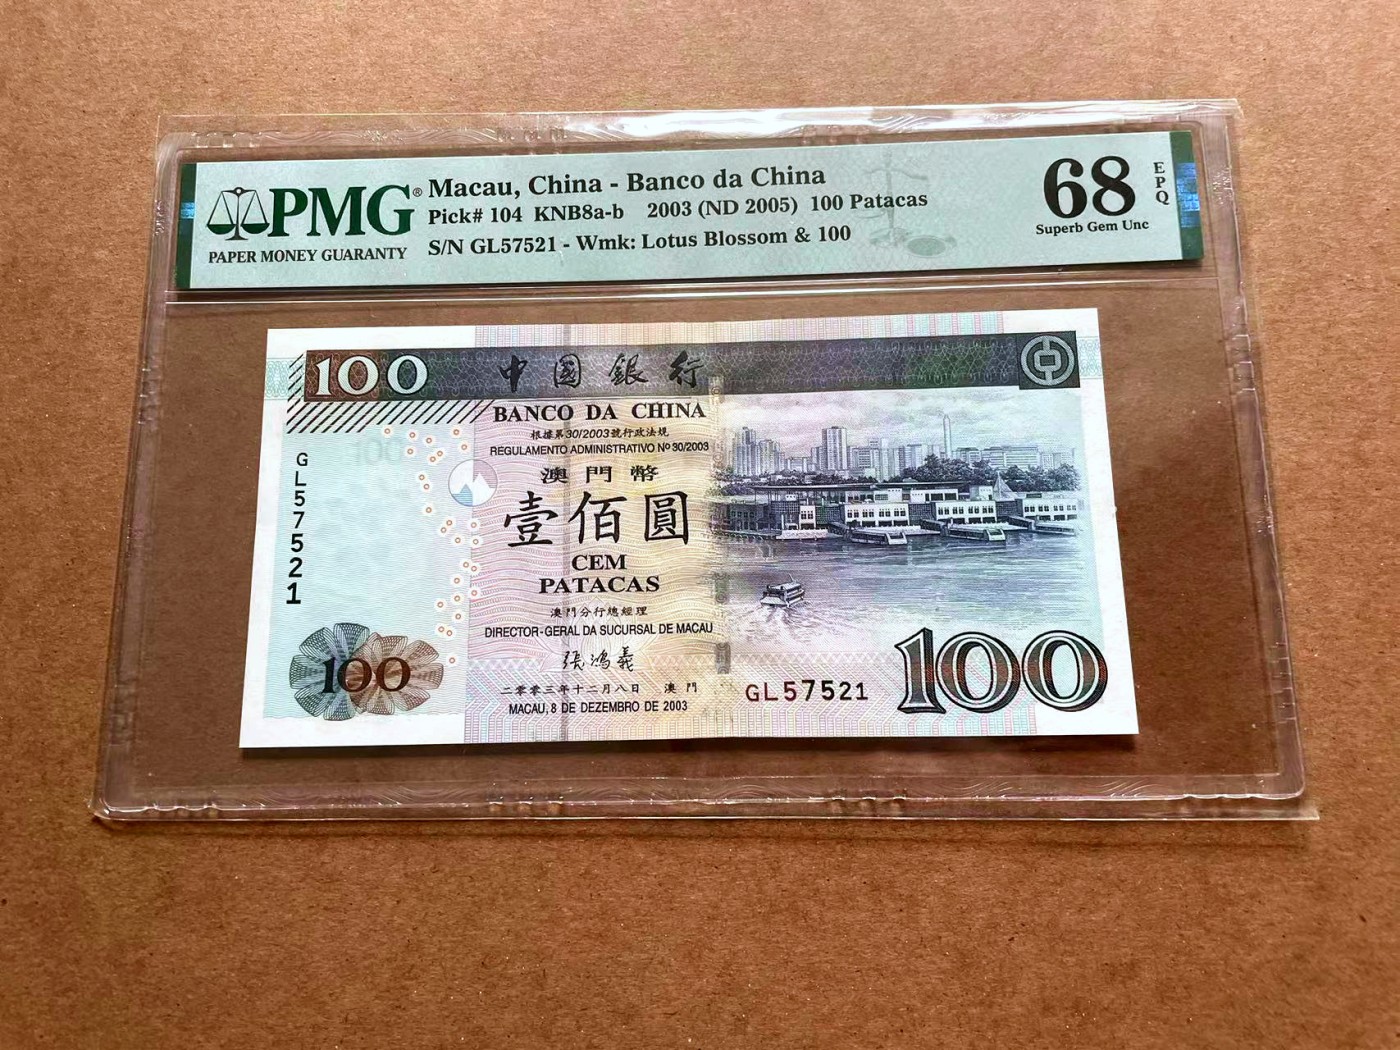 PMG®
PAPER MONEY GUARANTY
Macau, China - Banco da China
Pick# 104 KNB8a-b 2003 (ND 2005) 100 Patacas
S/N GL57521 - Wmk: Lotus Blossom & 100
68
EPQ
Superb Gem Unc
100
中國銀行
BANCO DA CHINA
根據第30/2003號行政法規
REGULAMENTO ADMINISTRATIVO Nº 30/2003
澳門幣
壹佰圓
CEM
PATACAS
澳門分行總經理
DIRECTOR-GERAL DA SUCURSAL DE MACAU
張鴻義
二零零三年十二月八日 澳門
MACAU, 8 DE DEZEMBRO DE 2003
GL57521
100
GL57521
100